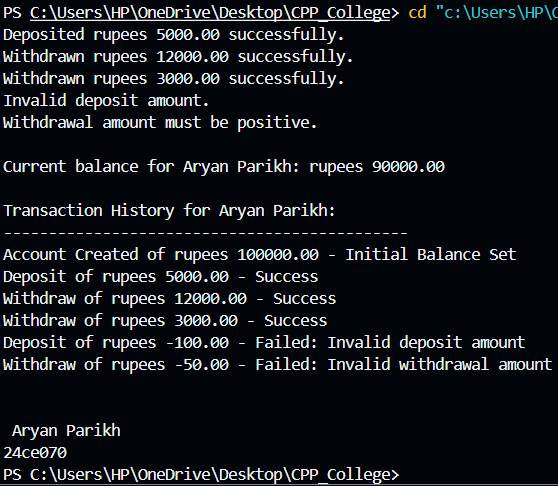 PS C:\Users\HP\OneDrive\Desktop\CPP_College> cd "c:\Users\HP\
Deposited rupees 5000.00 successfully.
Withdrawn rupees 12000.00 successfully.
Withdrawn rupees 3000.00 successfully.
Invalid deposit amount.
Withdrawal amount must be positive.
Current balance for Aryan Parikh: rupees 90000.00
Transaction History for Aryan Parikh:
---------------------------------------------
Account Created of rupees 100000.00 - Initial Balance Set
Deposit of rupees 5000.00 - Success
Withdraw of rupees 12000.00 - Success
Withdraw of rupees 3000.00 - Success
Deposit of rupees -100.00 - Failed: Invalid deposit amount
Withdraw of rupees -50.00 - Failed: Invalid withdrawal amount
Aryan Parikh
24ce070
PS C:\Users\HP\OneDrive\Desktop\CPP_College>